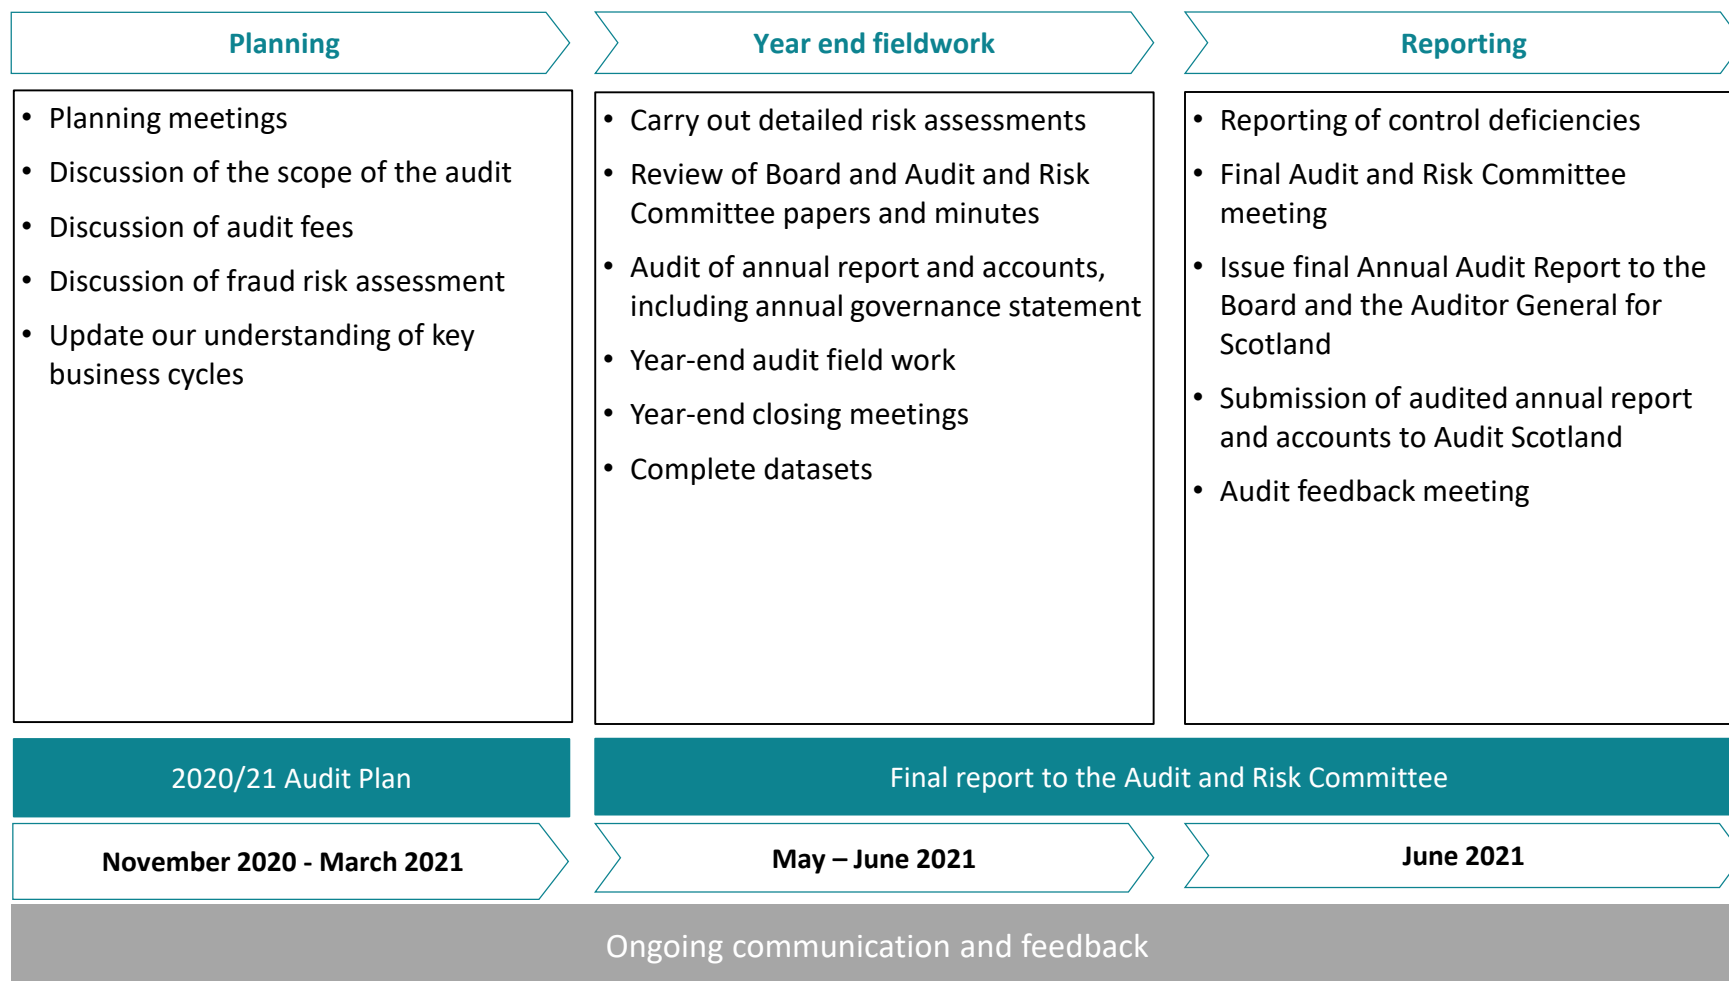 Planning
Year end fieldwork
Reporting
• Planning meetings
• Discussion of the scope of the audit
• Discussion of audit fees
• Discussion of fraud risk assessment
• Update our understanding of key
business cycles
• Carry out detailed risk assessments
• Review of Board and Audit and Risk
Committee papers and minutes
• Audit of annual report and accounts,
including annual governance statement
• Year-end audit field work
• Year-end closing meetings
• Complete datasets
• Reporting of control deficiencies
• Final Audit and Risk Committee
meeting
• Issue final Annual Audit Report to the
Board and the Auditor General for
Scotland
• Submission of audited annual report
and accounts to Audit Scotland
• Audit feedback meeting
2020/21 Audit Plan
Final report to the Audit and Risk Committee
November 2020 - March 2021
May – June 2021
June 2021
Ongoing communication and feedback